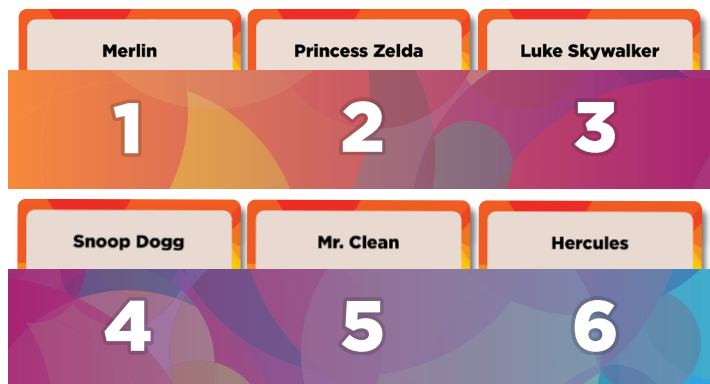 Merlin Princess Zelda Luke Skywalker
1 2 3
Snoop Dogg Mr. Clean Hercules
4 5 6